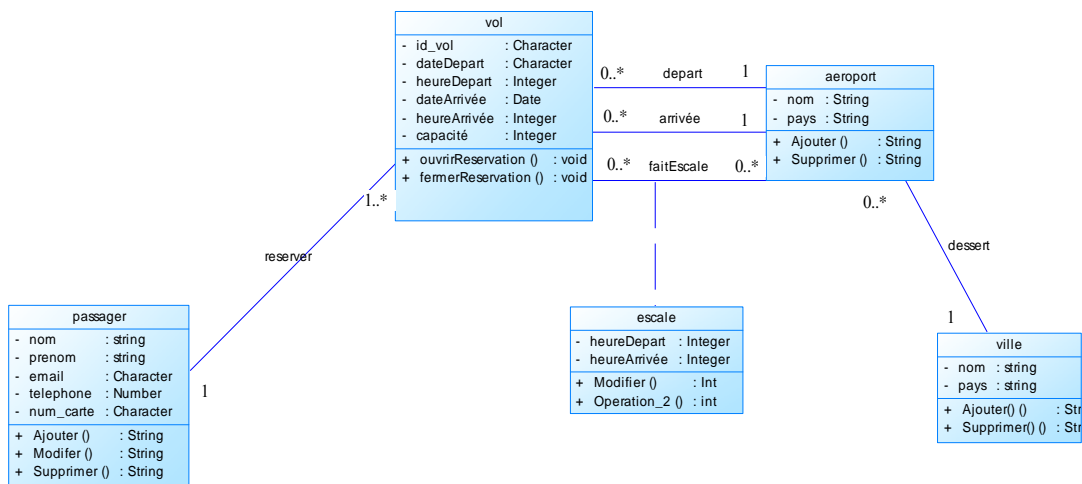 vol
- id_vol : Character
- dateDepart : Character
- heureDepart : Integer
- dateArrivée : Date
- heureArrivée : Integer
- capacité : Integer
+ ouvrirReservation () : void
+ fermerReservation () : void
0..* depart 1
0..* arrivée 1
0..* faitEscale 0..*
aeroport
- nom : String
- pays : String
+ Ajouter () : String
+ Supprimer () : String
1..*
0..*
reserver
dessert
1
1
passager
- nom : string
- prenom : string
- email : Character
- telephone : Number
- num_carte : Character
+ Ajouter () : String
+ Modifer () : String
+ Supprimer () : String
escale
- heureDepart : Integer
- heureArrivée : Integer
+ Modifier () : Int
+ Operation_2 () : int
ville
- nom : string
- pays : string
+ Ajouter() () : Str
+ Supprimer() () : Str